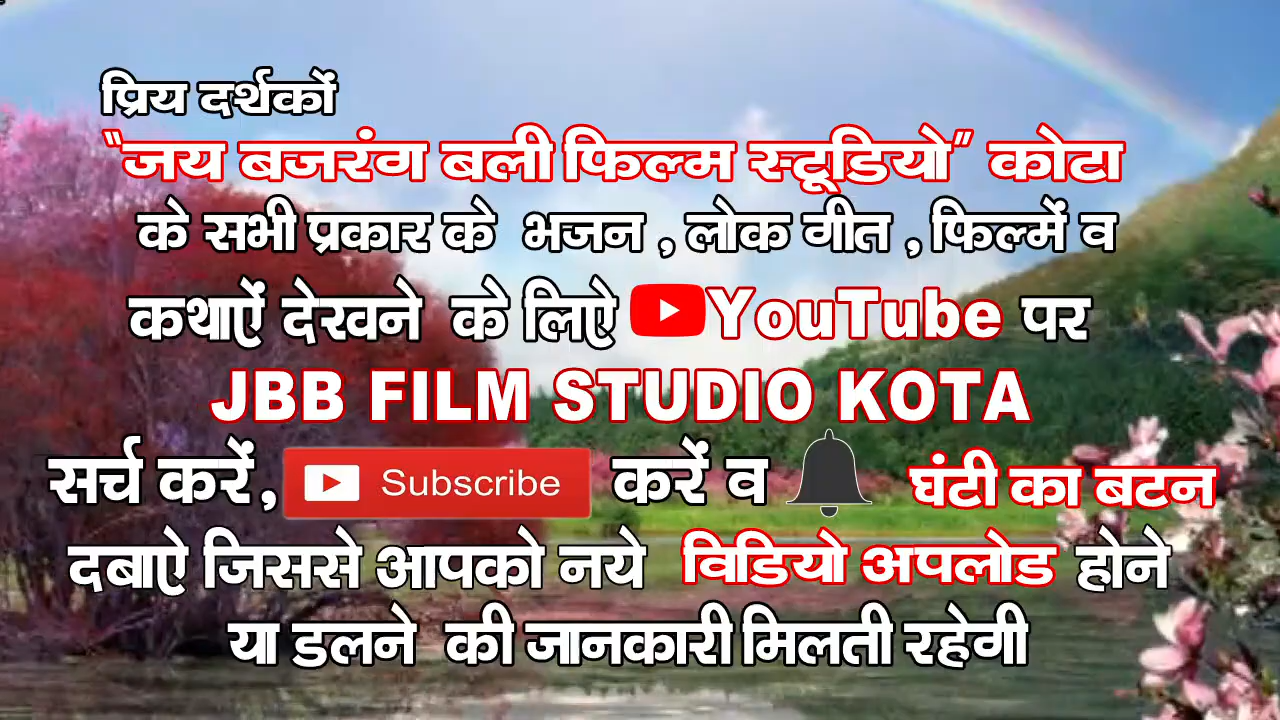 प्रिय दर्शकों
"जय बजरंग बली फिल्म स्टूडियो" कोटा
के सभी प्रकार के भजन , लोक गीत , फिल्में व
कथाऐं देखने के लिए YouTube पर
JBB FILM STUDIO KOTA
सर्च करें, Subscribe करें व घंटी का बटन
दबाऐ जिससे आपको नये विडियो अपलोड होने
या डलने की जानकारी मिलती रहेगी